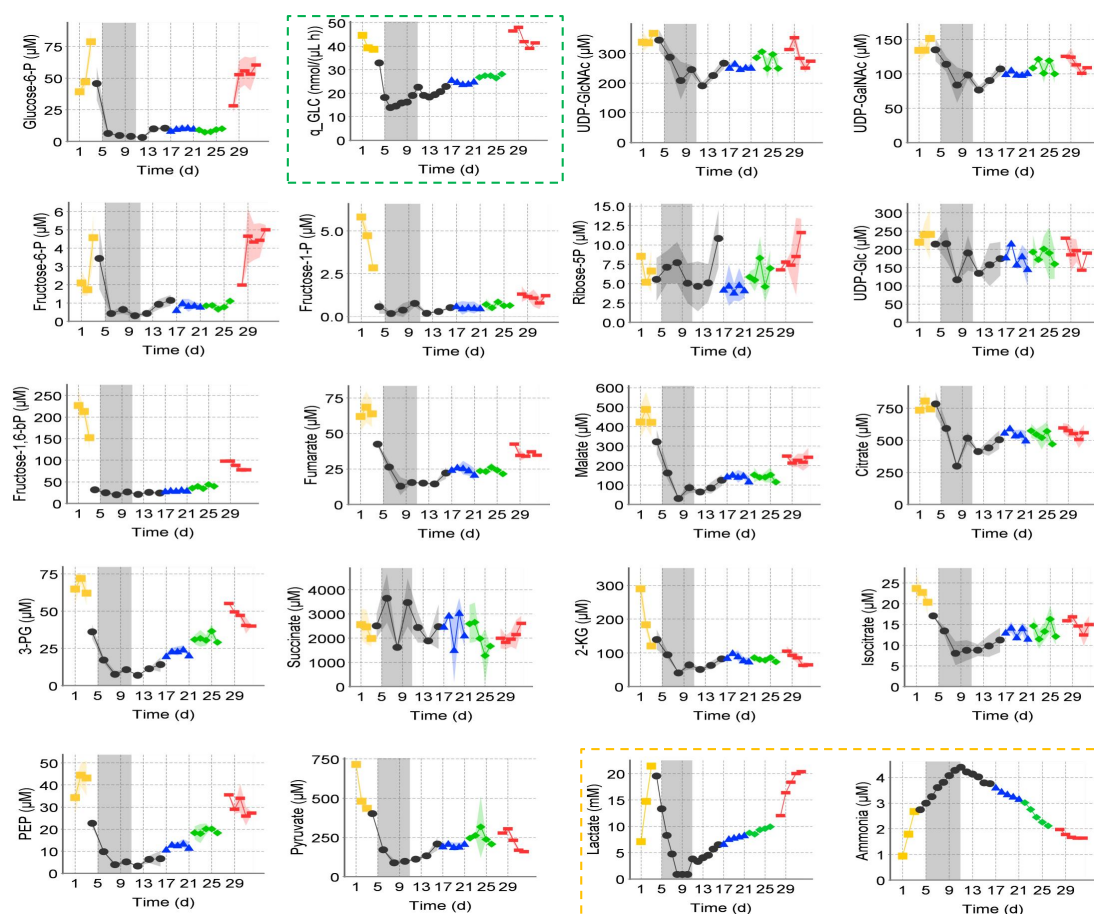 Glucose-6-P (µM)
75
50
25
0
1 5 9 13 17 21 25 29
Time (d)
q_GLC (nmol/(µL h))
50
40
30
20
10
0
1 5 9 13 17 21 25 29
Time (d)
UDP-GlcNAc (µM)
300
200
100
0
1 5 9 13 17 21 25 29
Time (d)
UDP-GalNAc (µM)
150
100
50
0
1 5 9 13 17 21 25 29
Time (d)
Fructose-6-P (µM)
6
5
4
3
2
1
0
1 5 9 13 17 21 25 29
Time (d)
Fructose-1-P (µM)
6.0
4.0
2.0
0.0
1 5 9 13 17 21 25 29
Time (d)
Ribose-5P (µM)
15.0
12.5
10.0
7.5
5.0
2.5
0.0
1 5 9 13 17 21 25 29
Time (d)
UDP-Glc (µM)
300
250
200
150
100
50
0
1 5 9 13 17 21 25 29
Time (d)
Fructose-1,6-bP (µM)
250
200
150
100
50
0
1 5 9 13 17 21 25 29
Time (d)
Fumarate (µM)
75
50
25
0
1 5 9 13 17 21 25 29
Time (d)
Malate (µM)
600
500
400
300
200
100
0
1 5 9 13 17 21 25 29
Time (d)
Citrate (µM)
750
500
250
0
1 5 9 13 17 21 25 29
Time (d)
3-PG (µM)
75
50
25
0
1 5 9 13 17 21 25 29
Time (d)
Succinate (µM)
4000
3000
2000
1000
0
1 5 9 13 17 21 25 29
Time (d)
2-KG (µM)
300
200
100
0
1 5 9 13 17 21 25 29
Time (d)
Isocitrate (µM)
25
20
15
10
5
0
1 5 9 13 17 21 25 29
Time (d)
PEP (µM)
50
40
30
20
10
0
1 5 9 13 17 21 25 29
Time (d)
Pyruvate (µM)
750
500
250
0
1 5 9 13 17 21 25 29
Time (d)
Lactate (mM)
20
15
10
5
0
1 5 9 13 17 21 25 29
Time (d)
Ammonia (µM)
4
3
2
1
0
1 5 9 13 17 21 25 29
Time (d)